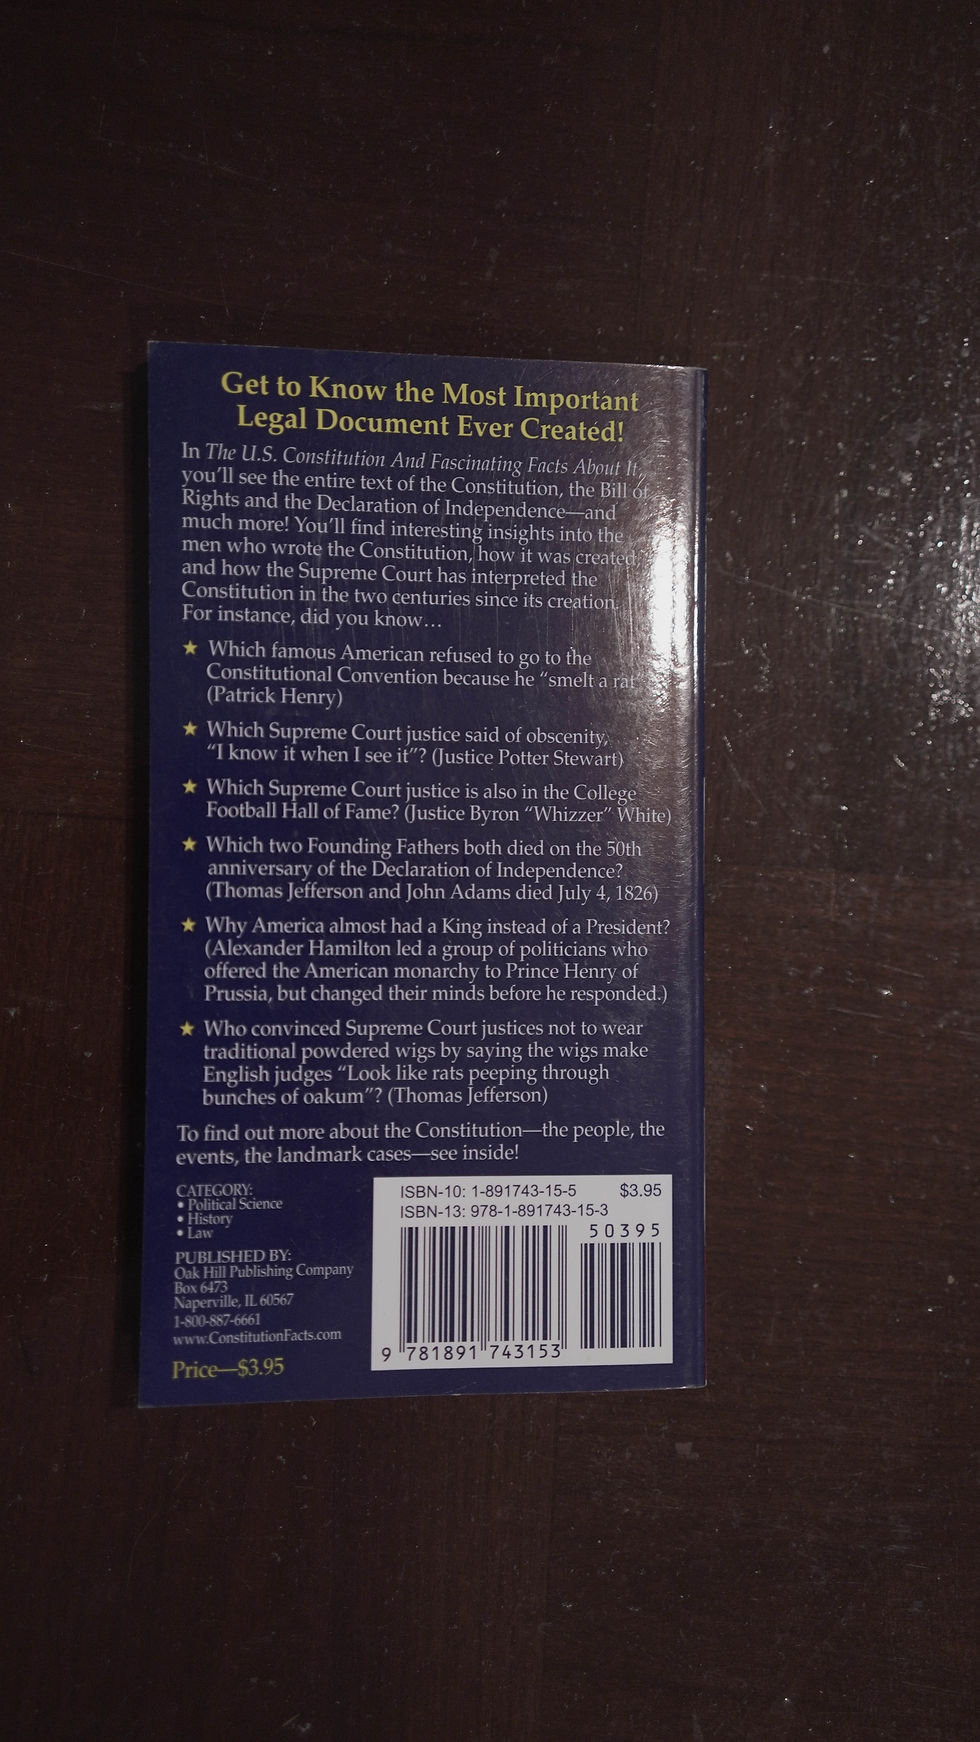 Get to Know the Most Important
Legal Document Ever Created!
In The U.S. Constitution And Fascinating Facts About It,
you'll see the entire text of the Constitution, the Bill of
Rights and the Declaration of Independence—and
much more! You'll find interesting insights into the
men who wrote the Constitution, how it was created,
and how the Supreme Court has interpreted the
Constitution in the two centuries since its creation.
For instance, did you know…
★ Which famous American refused to go to the
Constitutional Convention because he “smelt a rat”
(Patrick Henry)
★ Which Supreme Court justice said of obscenity,
“I know it when I see it”? (Justice Potter Stewart)
★ Which Supreme Court justice is also in the College
Football Hall of Fame? (Justice Byron “Whizzer” White)
★ Which two Founding Fathers both died on the 50th
anniversary of the Declaration of Independence?
(Thomas Jefferson and John Adams died July 4, 1826)
★ Why America almost had a King instead of a President?
(Alexander Hamilton led a group of politicians who
offered the American monarchy to Prince Henry of
Prussia, but changed their minds before he responded.)
★ Who convinced Supreme Court justices not to wear
traditional powdered wigs by saying the wigs make
English judges “Look like rats peeping through
bunches of oakum”? (Thomas Jefferson)
To find out more about the Constitution—the people, the
events, the landmark cases—see inside!
CATEGORY:
• Political Science
• History
• Law
PUBLISHED BY:
Oak Hill Publishing Company
Box 6473
Naperville, IL 60567
1-800-887-6661
www.ConstitutionFacts.com
Price—$3.95
ISBN-10: 1-891743-15-5 $3.95
ISBN-13: 978-1-891743-15-3
50395
9 781891 743153